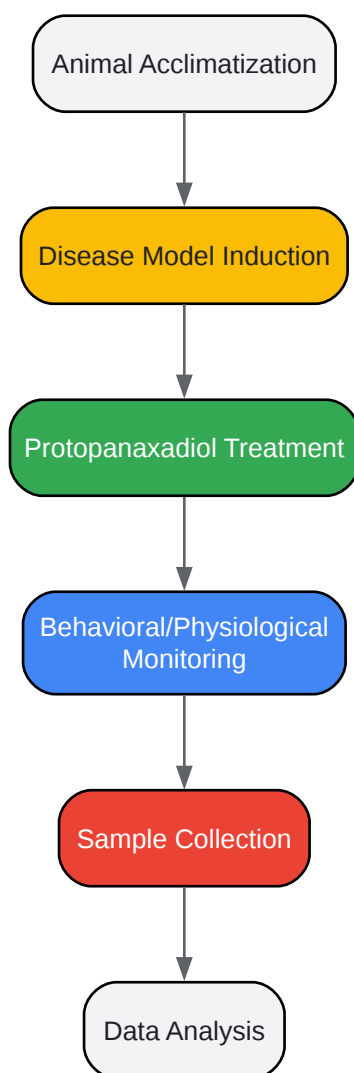 Animal Acclimatization
Disease Model Induction
Protopanaxadiol Treatment
Behavioral/Physiological
Monitoring
Sample Collection
Data Analysis